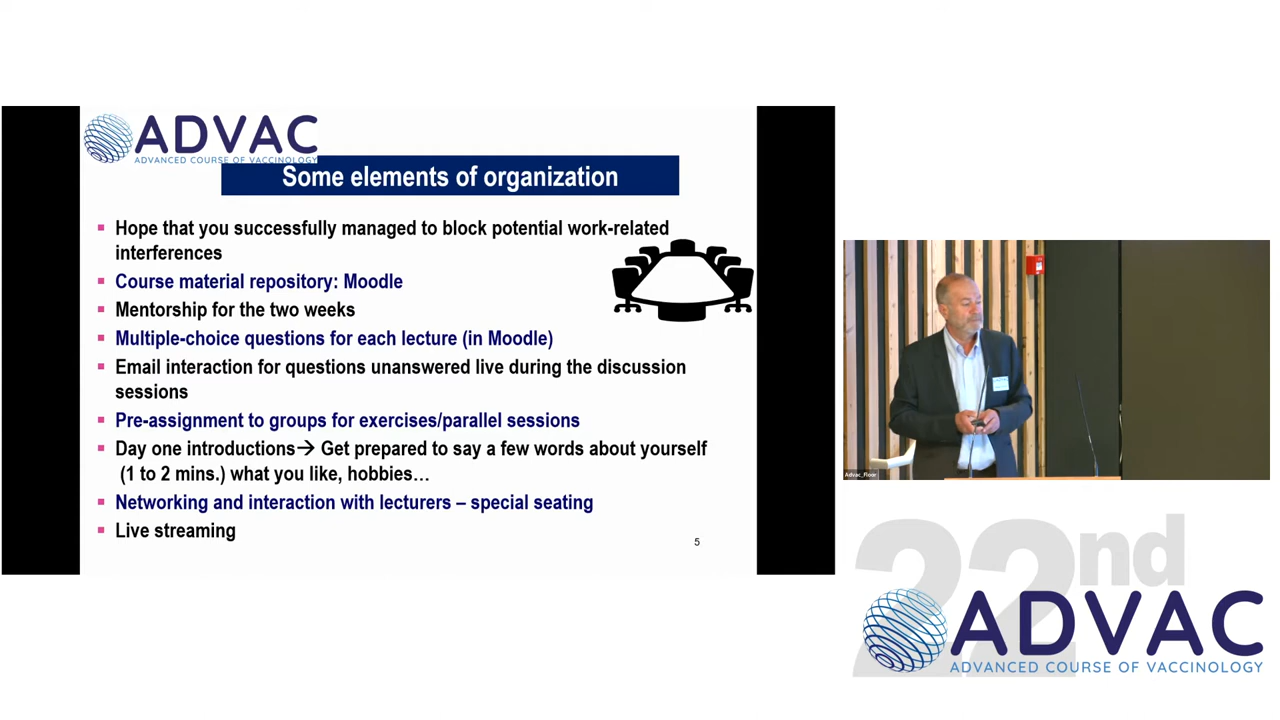 ADVAC
ADVANCED COURSE OF VACCINOLOGY
Some elements of organization
Hope that you successfully managed to block potential work-related
interferences
Course material repository: Moodle
Mentorship for the two weeks
Multiple-choice questions for each lecture (in Moodle)
Email interaction for questions unanswered live during the discussion
sessions
Pre-assignment to groups for exercises/parallel sessions
Day one introductions→ Get prepared to say a few words about yourself
(1 to 2 mins.) what you like, hobbies…
Networking and interaction with lecturers – special seating
Live streaming
5
Advac_Floor
22nd
ADVAC
ADVANCED COURSE OF VACCINOLOGY